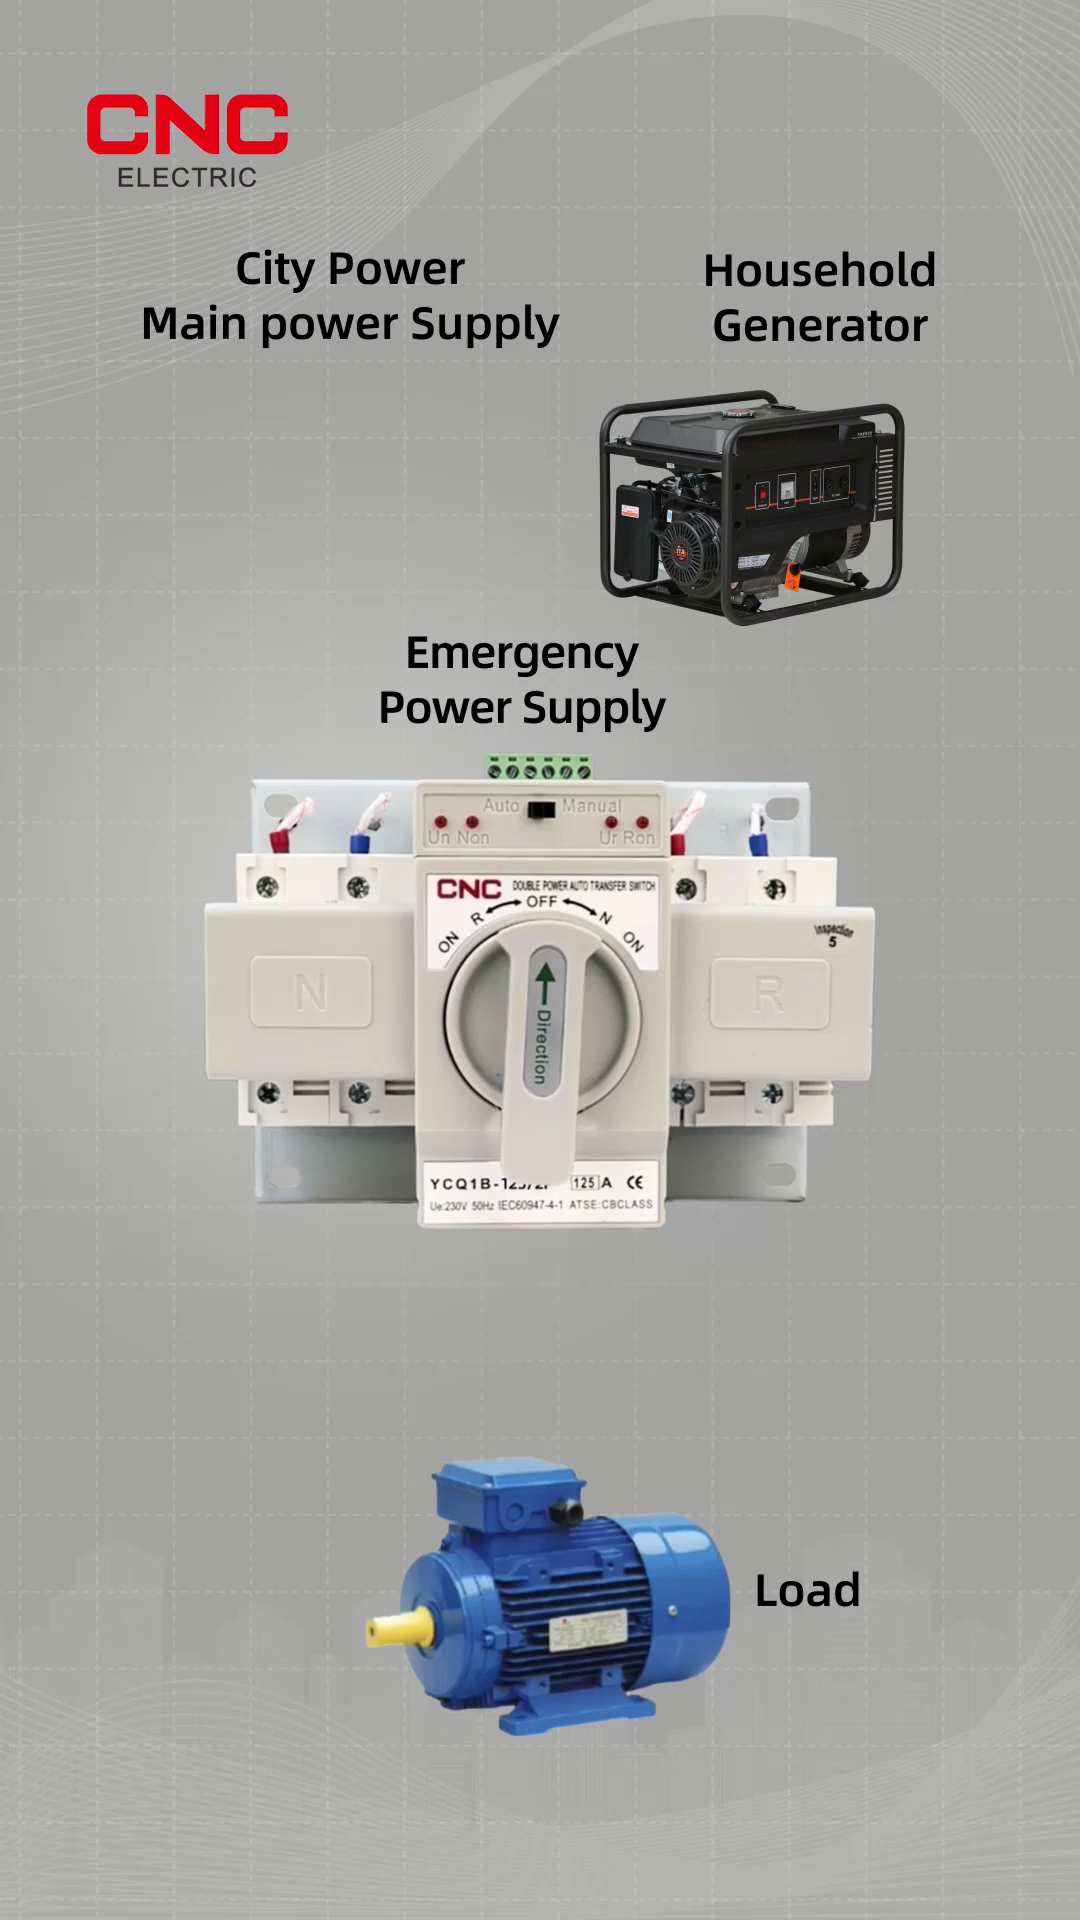 CNC
ELECTRIC
City Power
Main power Supply
Household
Generator
Emergency
Power Supply
Auto Manual
Un Non Ur Ron
CNC DOUBLE POWER AUTO TRANSFER SWITCH
ON R OFF N ON
Inspection
5
N
R
Direction
YCQ1B- 125 A CE
Ue:230V 50Hz IEC60947-4-1 ATSE:CBCLASS
Load